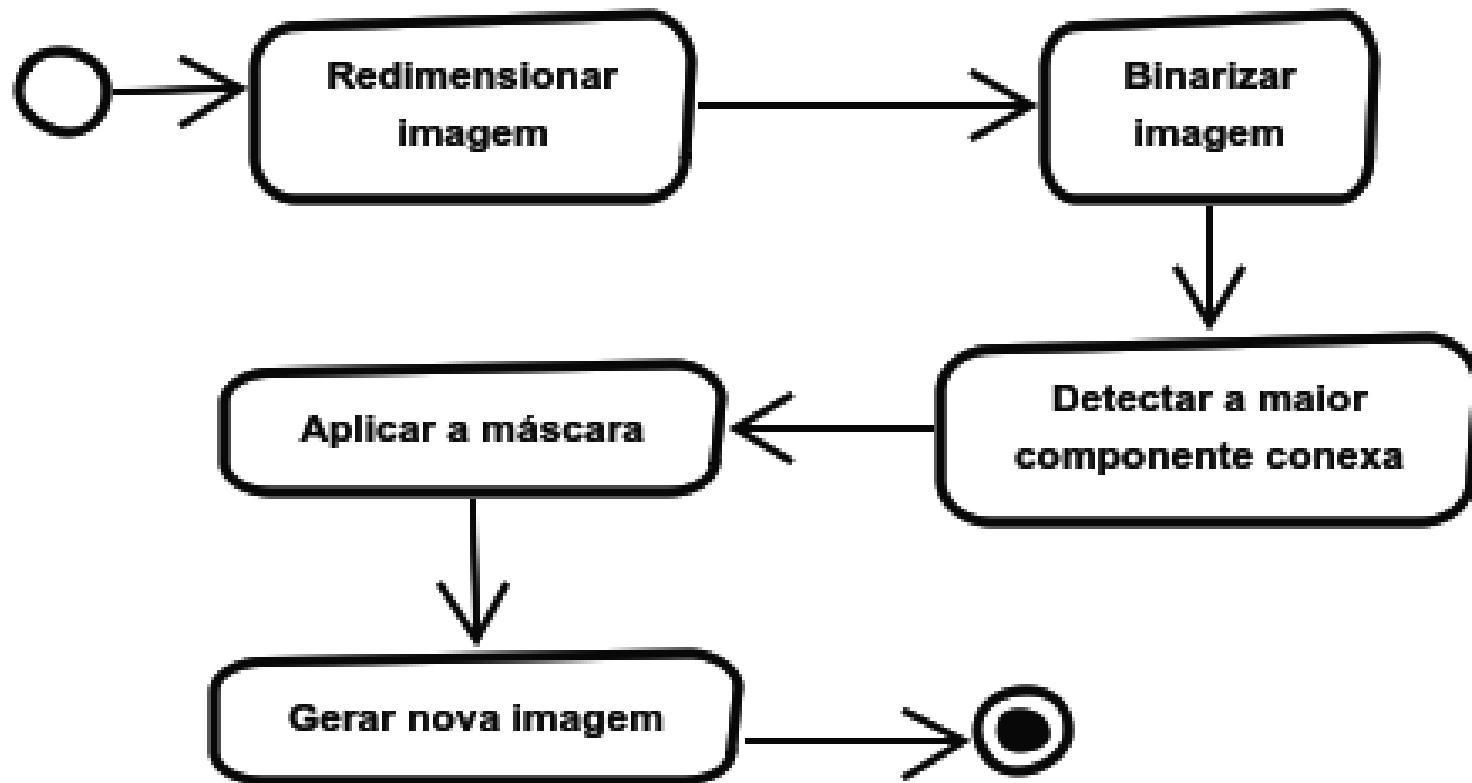 Redimensionar
imagem
Binarizar
imagem
Detectar a maior
componente conexa
Aplicar a máscara
Gerar nova imagem